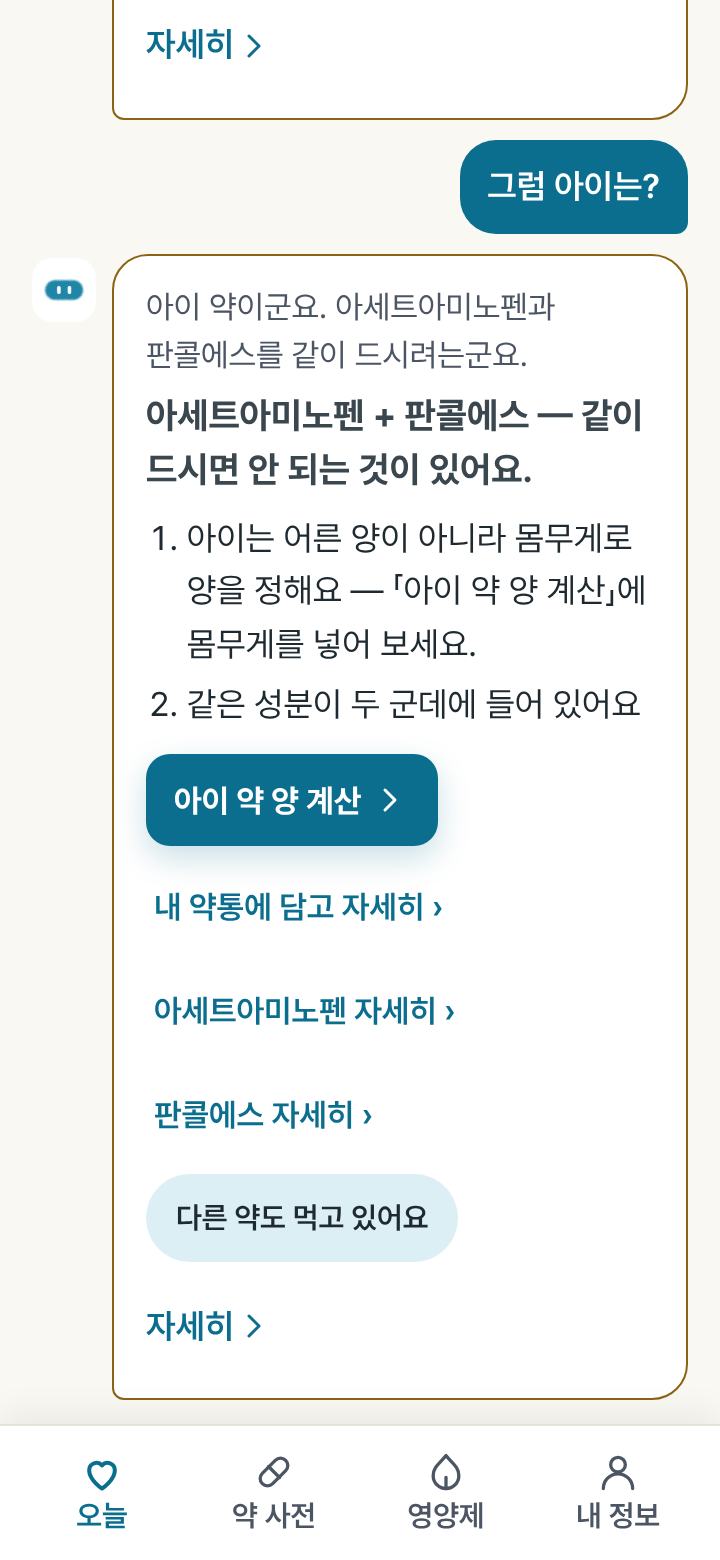 자세히 >
그럼 아이는?
아이 약이군요. 아세트아미노펜과
판콜에스를 같이 드시려는군요.
아세트아미노펜 + 판콜에스 — 같이
드시면 안 되는 것이 있어요.
1. 아이는 어른 양이 아니라 몸무게로
양을 정해요 — 「아이 약 양 계산」에
몸무게를 넣어 보세요.
2. 같은 성분이 두 군데에 들어 있어요
아이 약 양 계산 >
내 약통에 담고 자세히 ›
아세트아미노펜 자세히 ›
판콜에스 자세히 ›
다른 약도 먹고 있어요
자세히 >
오늘
약 사전
영양제
내 정보